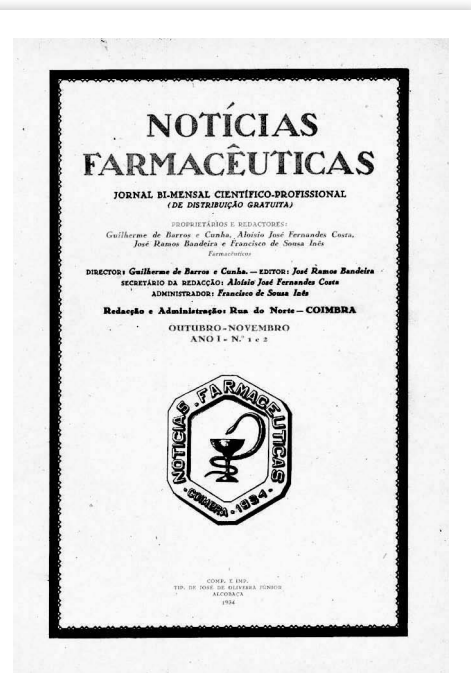 NOTÍCIAS
FARMACÊUTICAS
JORNAL BI-MENSAL CIENTÍFICO-PROFISSIONAL
(DE DISTRIBUIÇÃO GRATUITA)
PROPRIETÁRIOS E REDACTORES:
Guilherme de Barros e Cunha, Aloísio José Fernandes Costa,
José Ramos Bandeira e Francisco de Sousa Inês
Farmacêuticos
DIRECTOR: Guilherme de Barros e Cunha. — EDITOR: José Ramos Bandeira
SECRETÁRIO DA REDACÇÃO: Aloísio José Fernandes Costa
ADMINISTRADOR: Francisco de Sousa Inês
Redacção e Administração: Rua do Norte — COIMBRA
OUTUBRO-NOVEMBRO
ANO I - N.º 1 e 2
NOTICIAS · FARMACEUTICAS
· COIMBRA · 1934 ·
COMP. E IMP.
TIP. DE JOSÉ DE OLIVEIRA JÚNIOR
ALCOBAÇA
1934